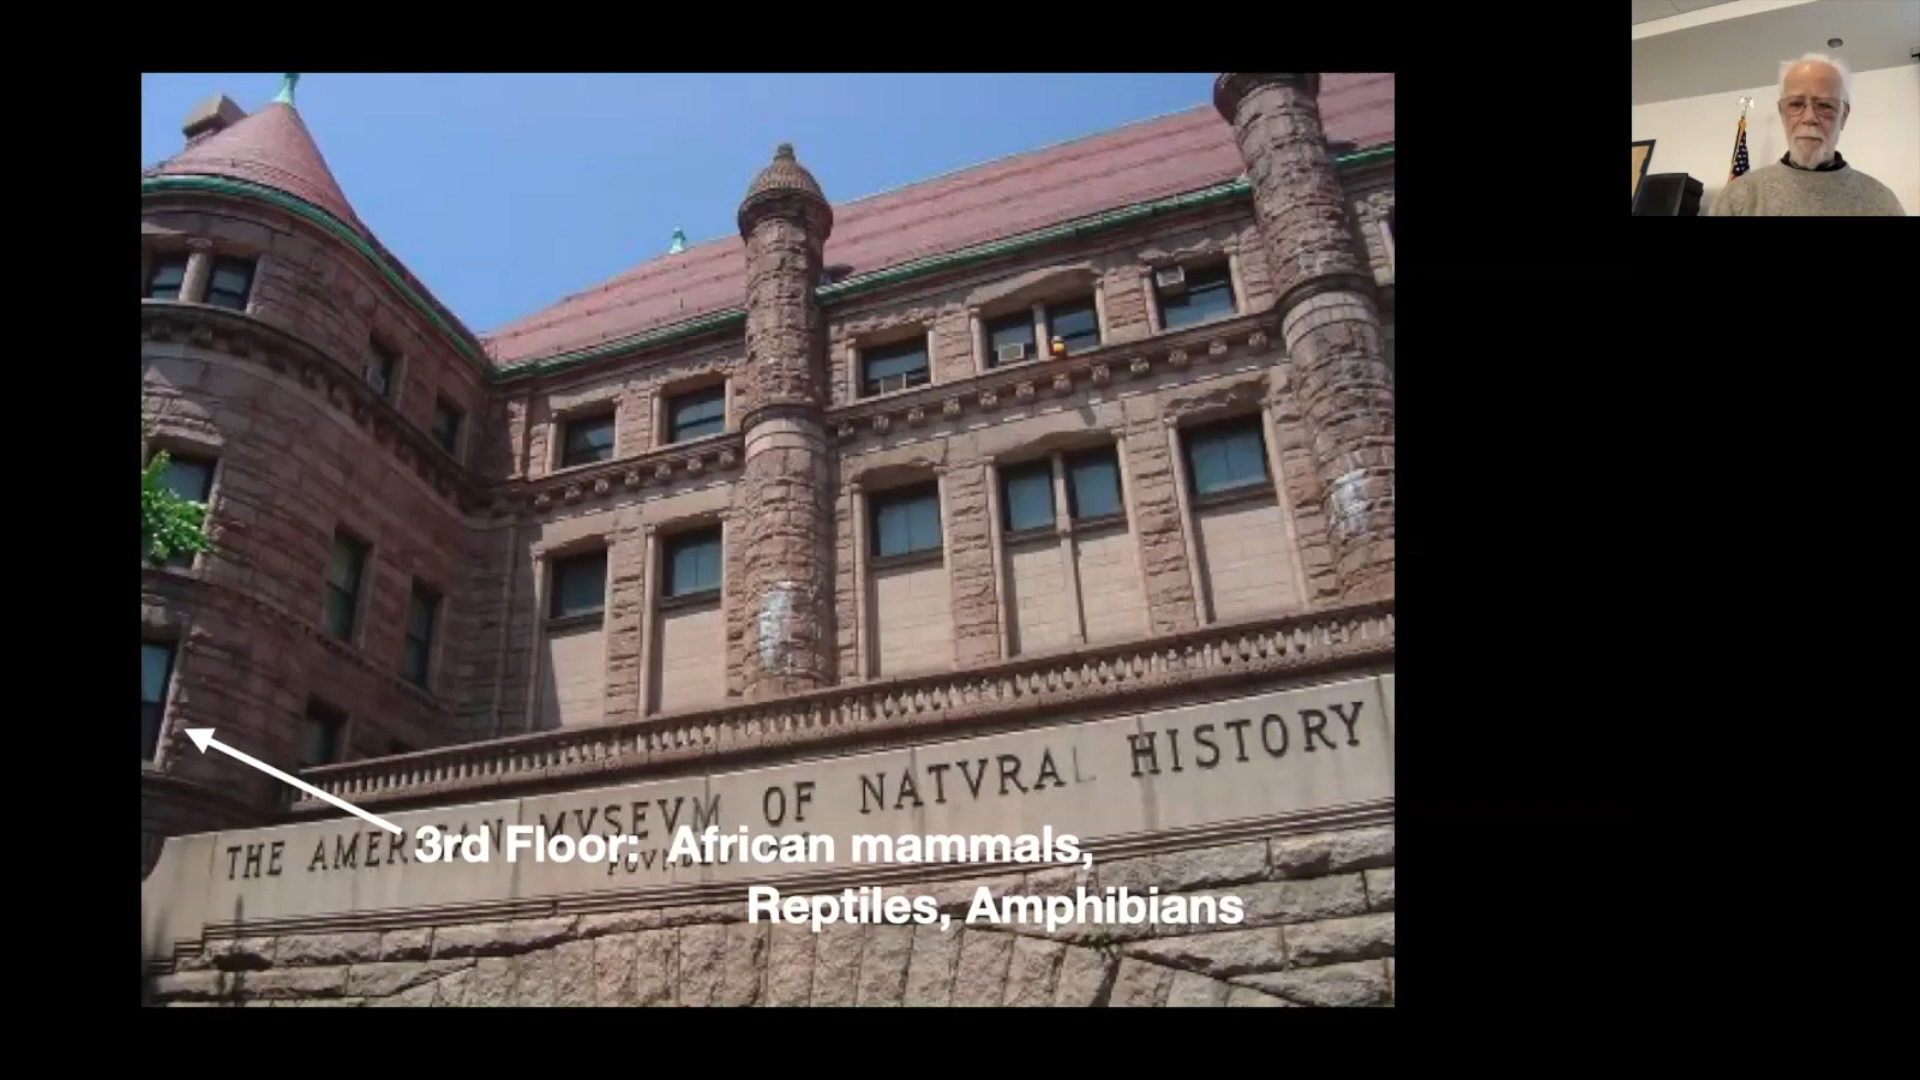 THE AMERICAN MVSEVM OF NATVRAL HISTORY
3rd Floor: African mammals,
Reptiles, Amphibians